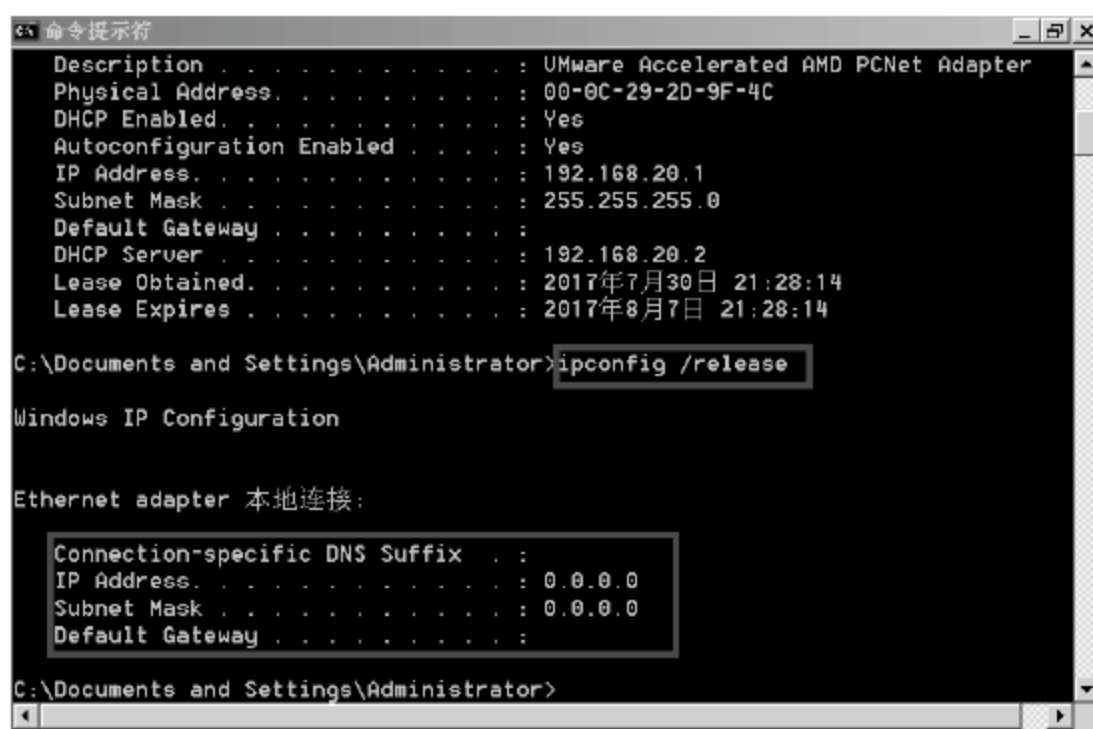 命令提示符
Description . . . . . . . . . . . : VMware Accelerated AMD PCNet Adapter
Physical Address. . . . . . . . . : 00-0C-29-2D-9F-4C
DHCP Enabled. . . . . . . . . . . : Yes
Autoconfiguration Enabled . . . . : Yes
IP Address. . . . . . . . . . . . : 192.168.20.1
Subnet Mask . . . . . . . . . . . : 255.255.255.0
Default Gateway . . . . . . . . . :
DHCP Server . . . . . . . . . . . : 192.168.20.2
Lease Obtained. . . . . . . . . . : 2017年7月30日 21:28:14
Lease Expires . . . . . . . . . . : 2017年8月7日 21:28:14
C:\Documents and Settings\Administrator>ipconfig /release
Windows IP Configuration
Ethernet adapter 本地连接:
Connection-specific DNS Suffix . :
IP Address. . . . . . . . . . . . : 0.0.0.0
Subnet Mask . . . . . . . . . . . : 0.0.0.0
Default Gateway . . . . . . . . . :
C:\Documents and Settings\Administrator>